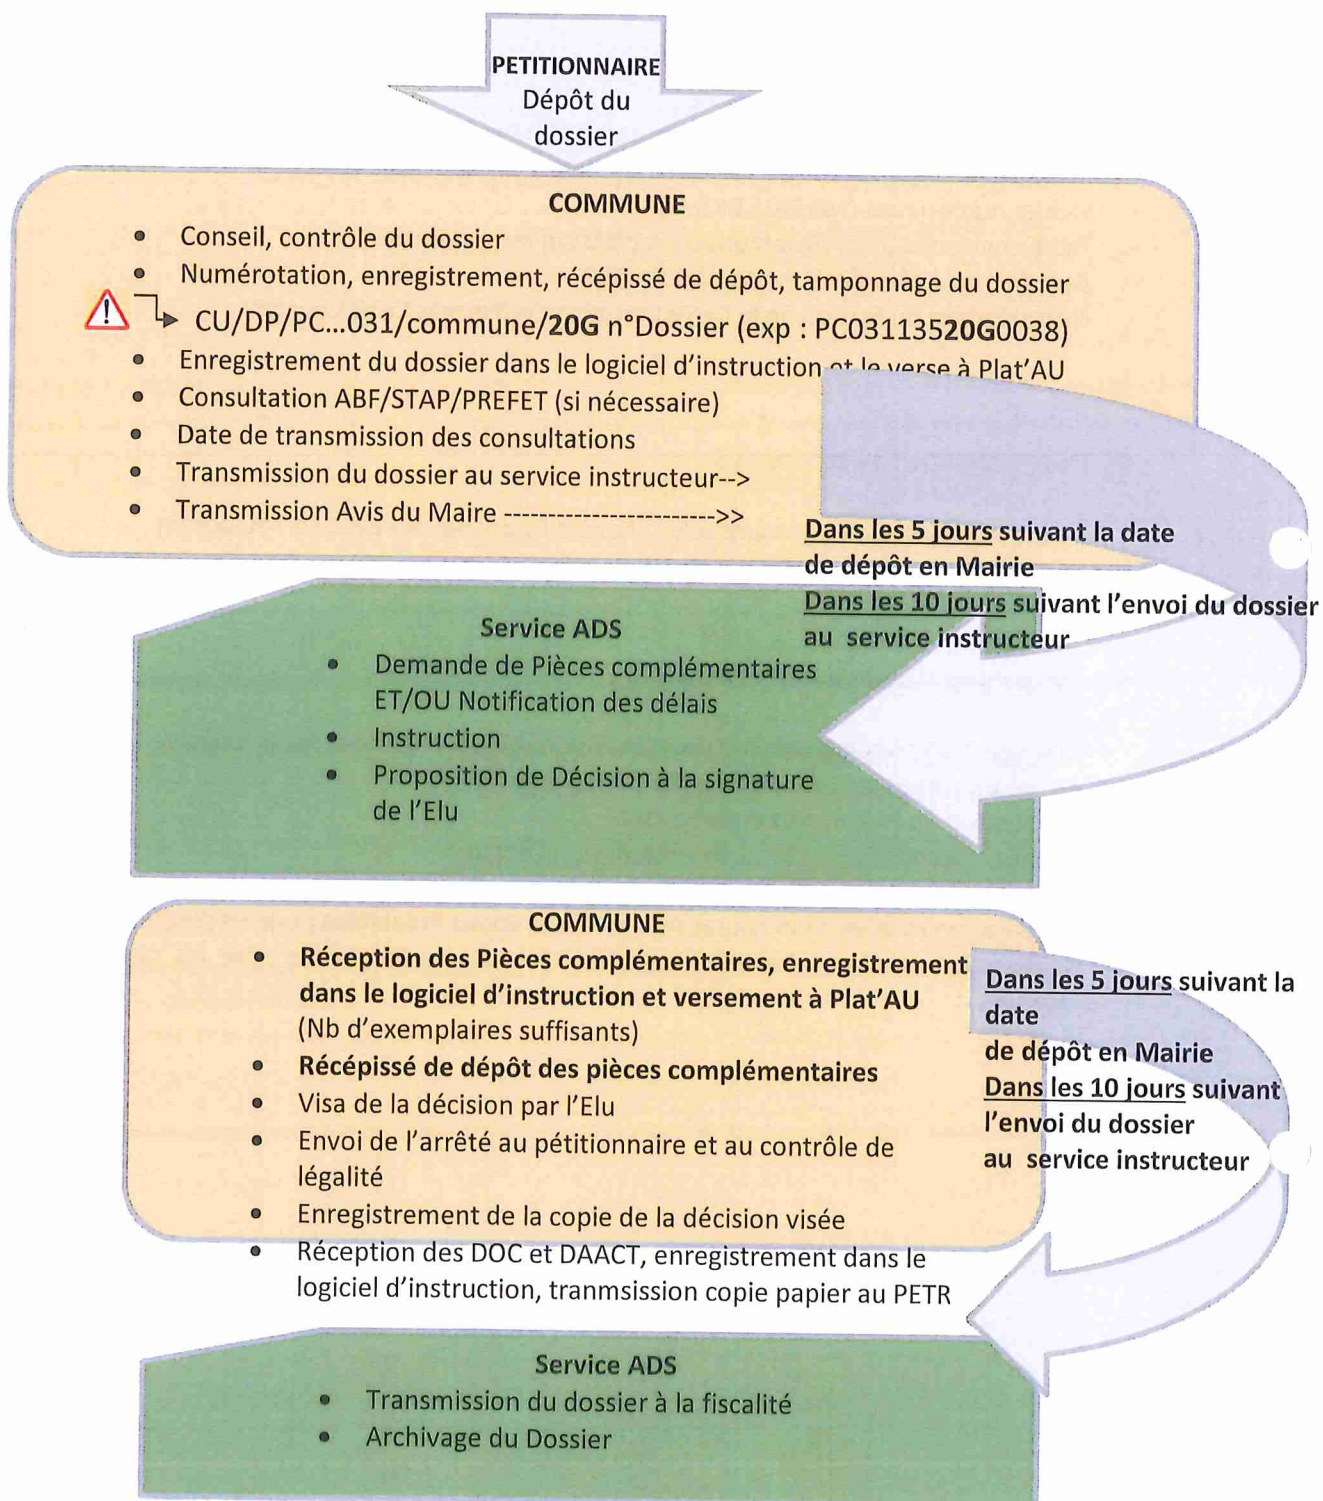 PETITIONNAIRE
Dépôt du
dossier
COMMUNE
• Conseil, contrôle du dossier
• Numérotation, enregistrement, récépissé de dépôt, tamponnage du dossier
CU/DP/PC...031/commune/20G n°Dossier (exp : PC03113520G0038)
• Enregistrement du dossier dans le logiciel d'instruction et le verse à Plat'AU
• Consultation ABF/STAP/PREFET (si nécessaire)
• Date de transmission des consultations
• Transmission du dossier au service instructeur-->
• Transmission Avis du Maire ------------------------>>
Dans les 5 jours suivant la date
de dépôt en Mairie
Dans les 10 jours suivant l'envoi du dossier
au service instructeur
Service ADS
• Demande de Pièces complémentaires
ET/OU Notification des délais
• Instruction
• Proposition de Décision à la signature
de l'Elu
COMMUNE
• Réception des Pièces complémentaires, enregistrement
dans le logiciel d'instruction et versement à Plat'AU
(Nb d'exemplaires suffisants)
• Récépissé de dépôt des pièces complémentaires
• Visa de la décision par l'Elu
• Envoi de l'arrêté au pétitionnaire et au contrôle de
légalité
• Enregistrement de la copie de la décision visée
• Réception des DOC et DAACT, enregistrement dans le
logiciel d'instruction, tranmsission copie papier au PETR
Dans les 5 jours suivant la
date
de dépôt en Mairie
Dans les 10 jours suivant
l'envoi du dossier
au service instructeur
Service ADS
• Transmission du dossier à la fiscalité
• Archivage du Dossier